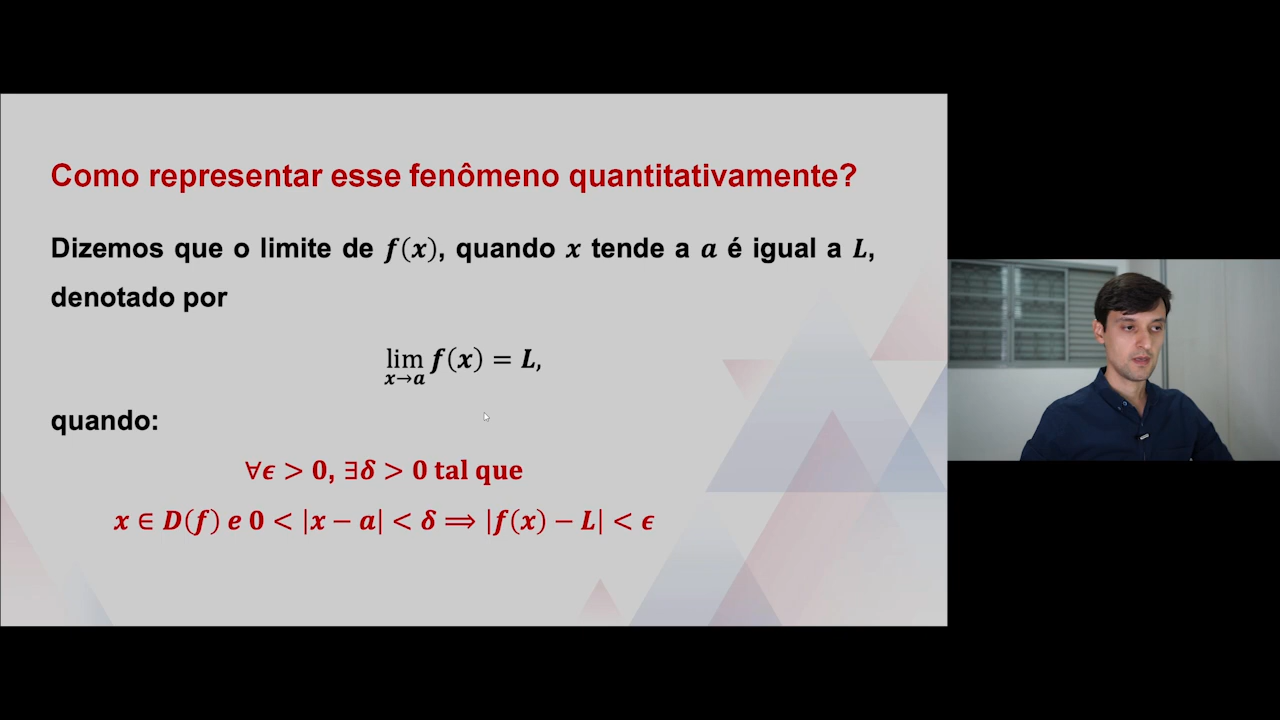 Como representar esse fenômeno quantitativamente?
Dizemos que o limite de f(x), quando x tende a a é igual a L,
denotado por
lim f(x) = L,
x→a
quando:
∀ϵ > 0, ∃δ > 0 tal que
x ∈ D(f) e 0 < |x − a| < δ ⟹ |f(x) − L| < ϵ